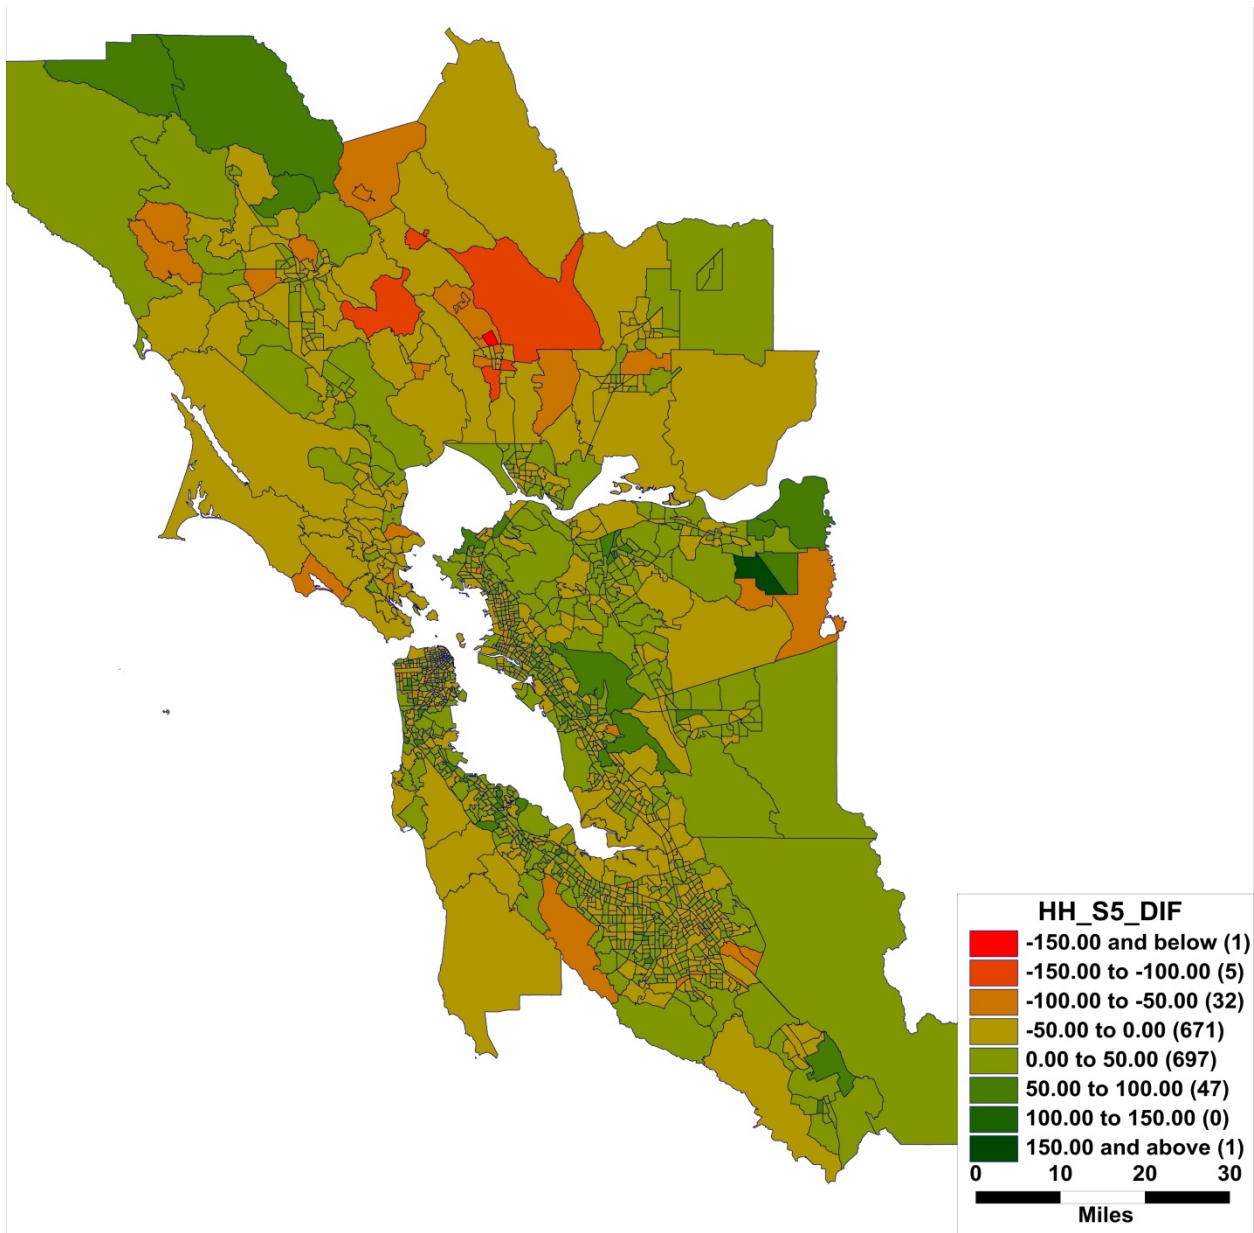 HH_S5_DIF
-150.00 and below (1)
-150.00 to -100.00 (5)
-100.00 to -50.00 (32)
-50.00 to 0.00 (671)
0.00 to 50.00 (697)
50.00 to 100.00 (47)
100.00 to 150.00 (0)
150.00 and above (1)
0 10 20 30
Miles